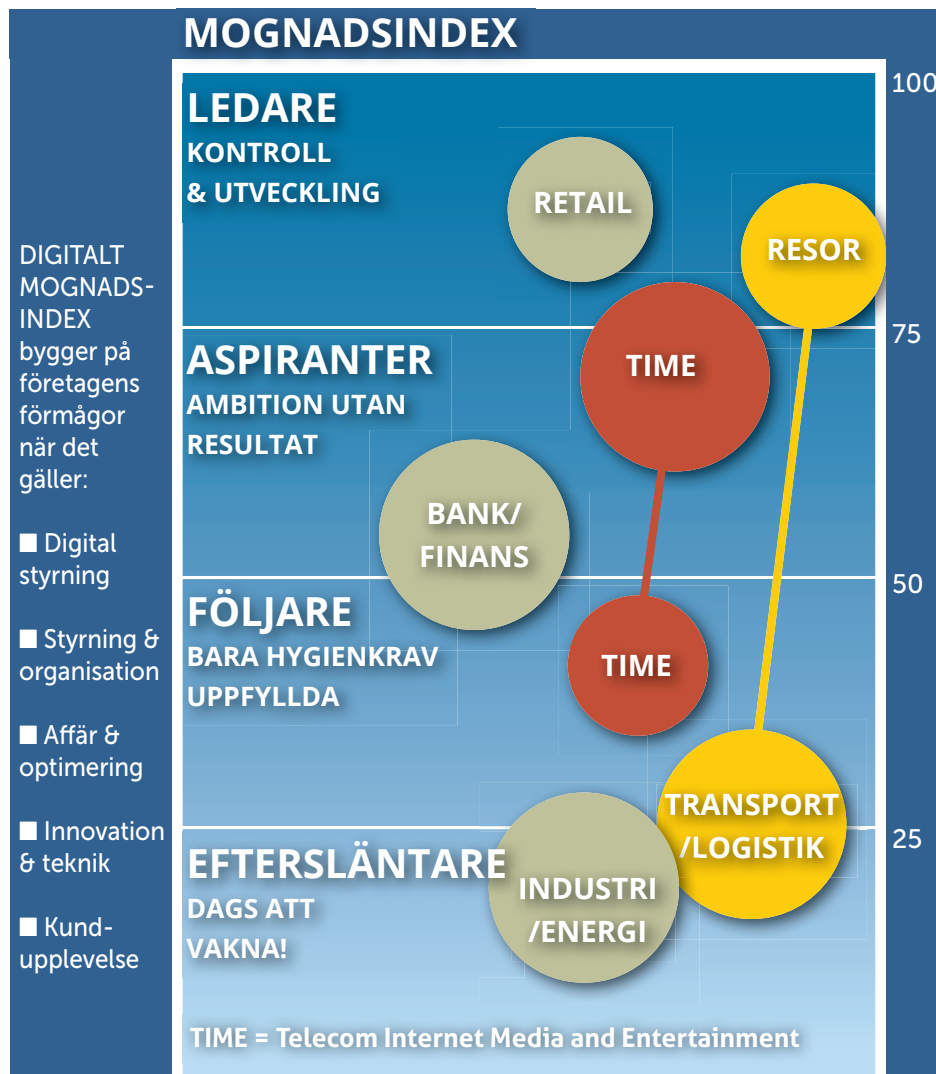 MOGNADSINDEX
DIGITALT
MOGNADS-
INDEX
bygger på
företagens
förmågor
när det
gäller:
■ Digital
styrning
■ Styrning &
organisation
■ Affär &
optimering
■ Innovation
& teknik
■ Kund-
upplevelse
LEDARE
KONTROLL
& UTVECKLING
RETAIL
RESOR
ASPIRANTER
AMBITION UTAN
RESULTAT
TIME
BANK/
FINANS
FÖLJARE
BARA HYGIENKRAV
UPPFYLLDA
TIME
TRANSPORT
/LOGISTIK
EFTERSLÄNTARE
DAGS ATT
VAKNA!
INDUSTRI
/ENERGI
TIME = Telecom Internet Media and Entertainment
100
75
50
25